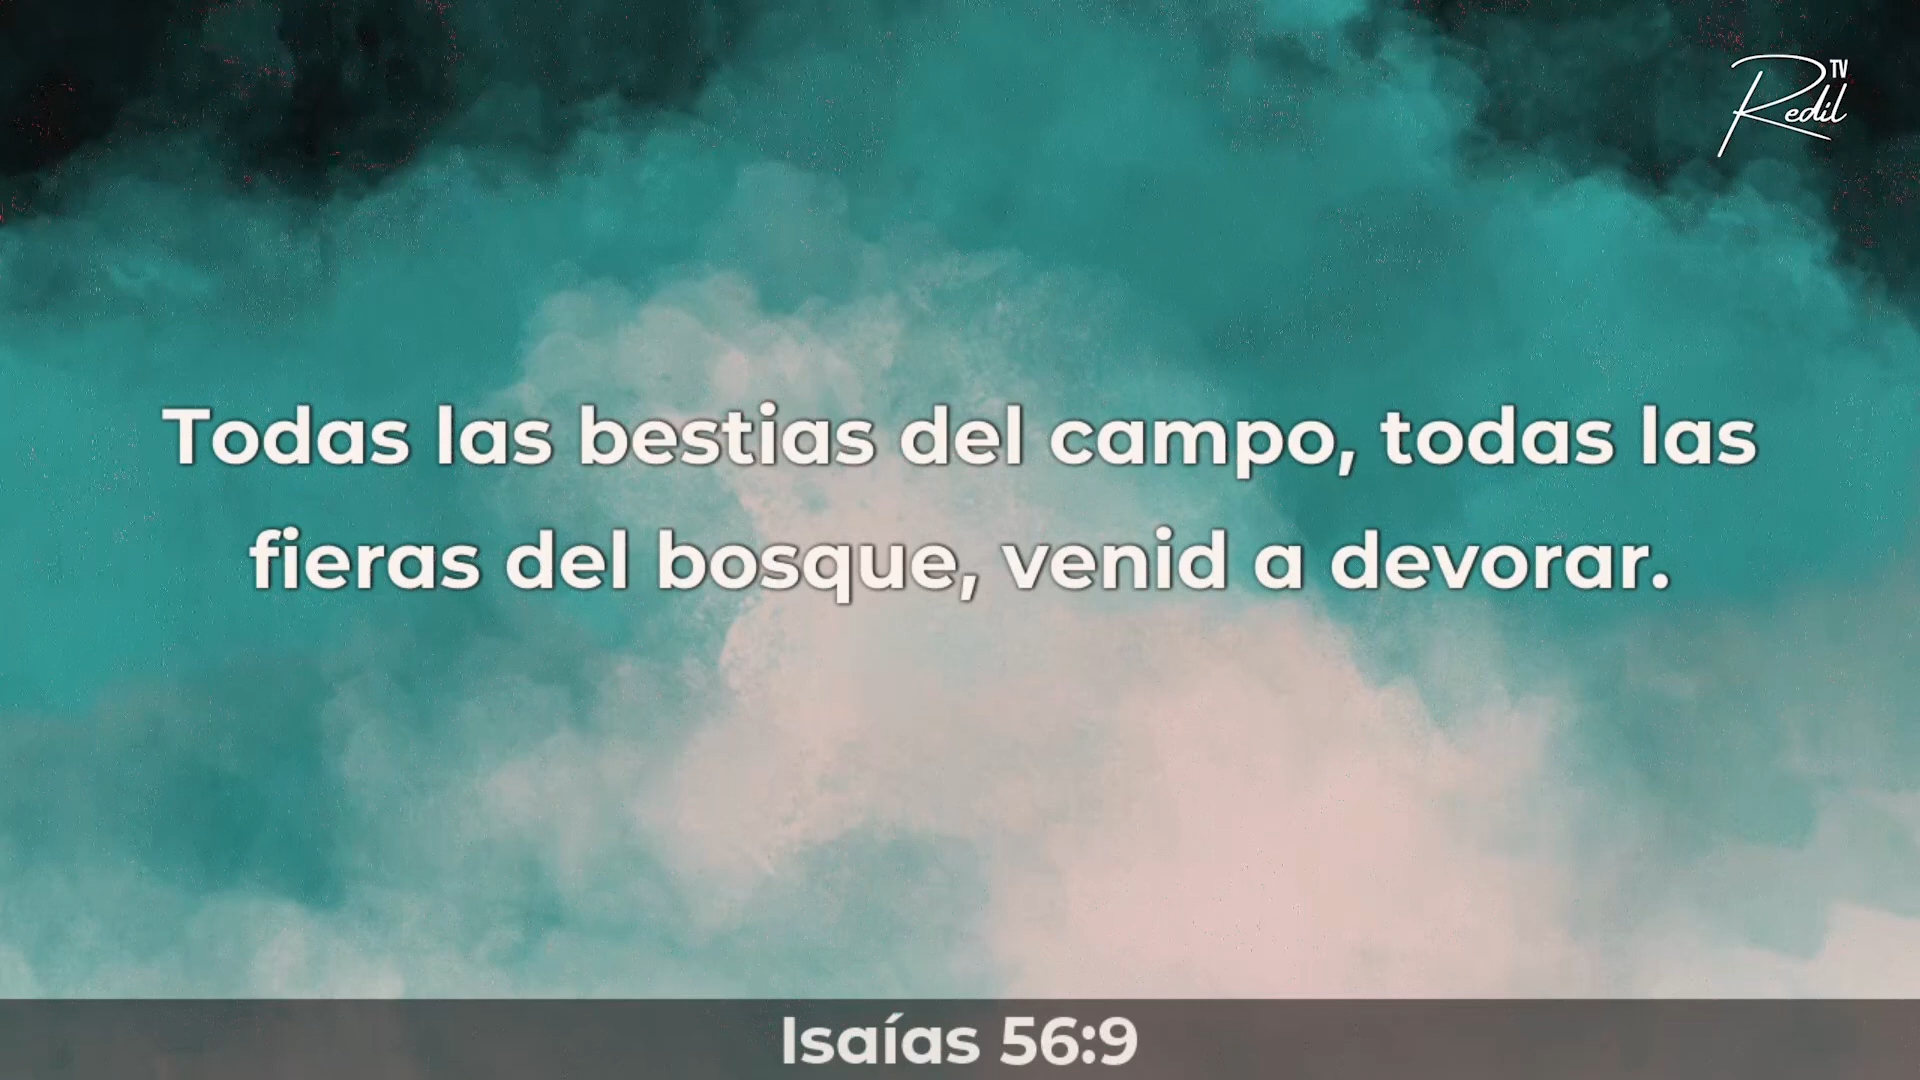 TV
Redil
Todas las bestias del campo, todas las
fieras del bosque, venid a devorar.
Isaías 56:9